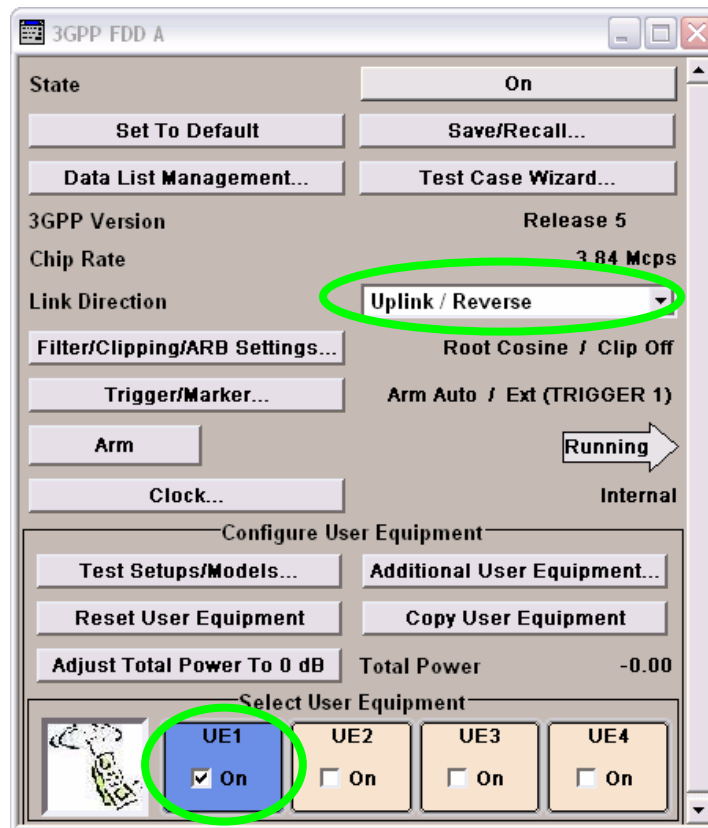 3GPP FDD A
State On
Set To Default Save/Recall...
Data List Management... Test Case Wizard...
3GPP Version Release 5
Chip Rate 3.84 Mcps
Link Direction Uplink / Reverse
Filter/Clipping/ARB Settings... Root Cosine / Clip Off
Trigger/Marker... Arm Auto / Ext (TRIGGER 1)
Arm Running
Clock... Internal
Configure User Equipment
Test Setups/Models... Additional User Equipment...
Reset User Equipment Copy User Equipment
Adjust Total Power To 0 dB Total Power -0.00
Select User Equipment
UE1 UE2 UE3 UE4
On On On On